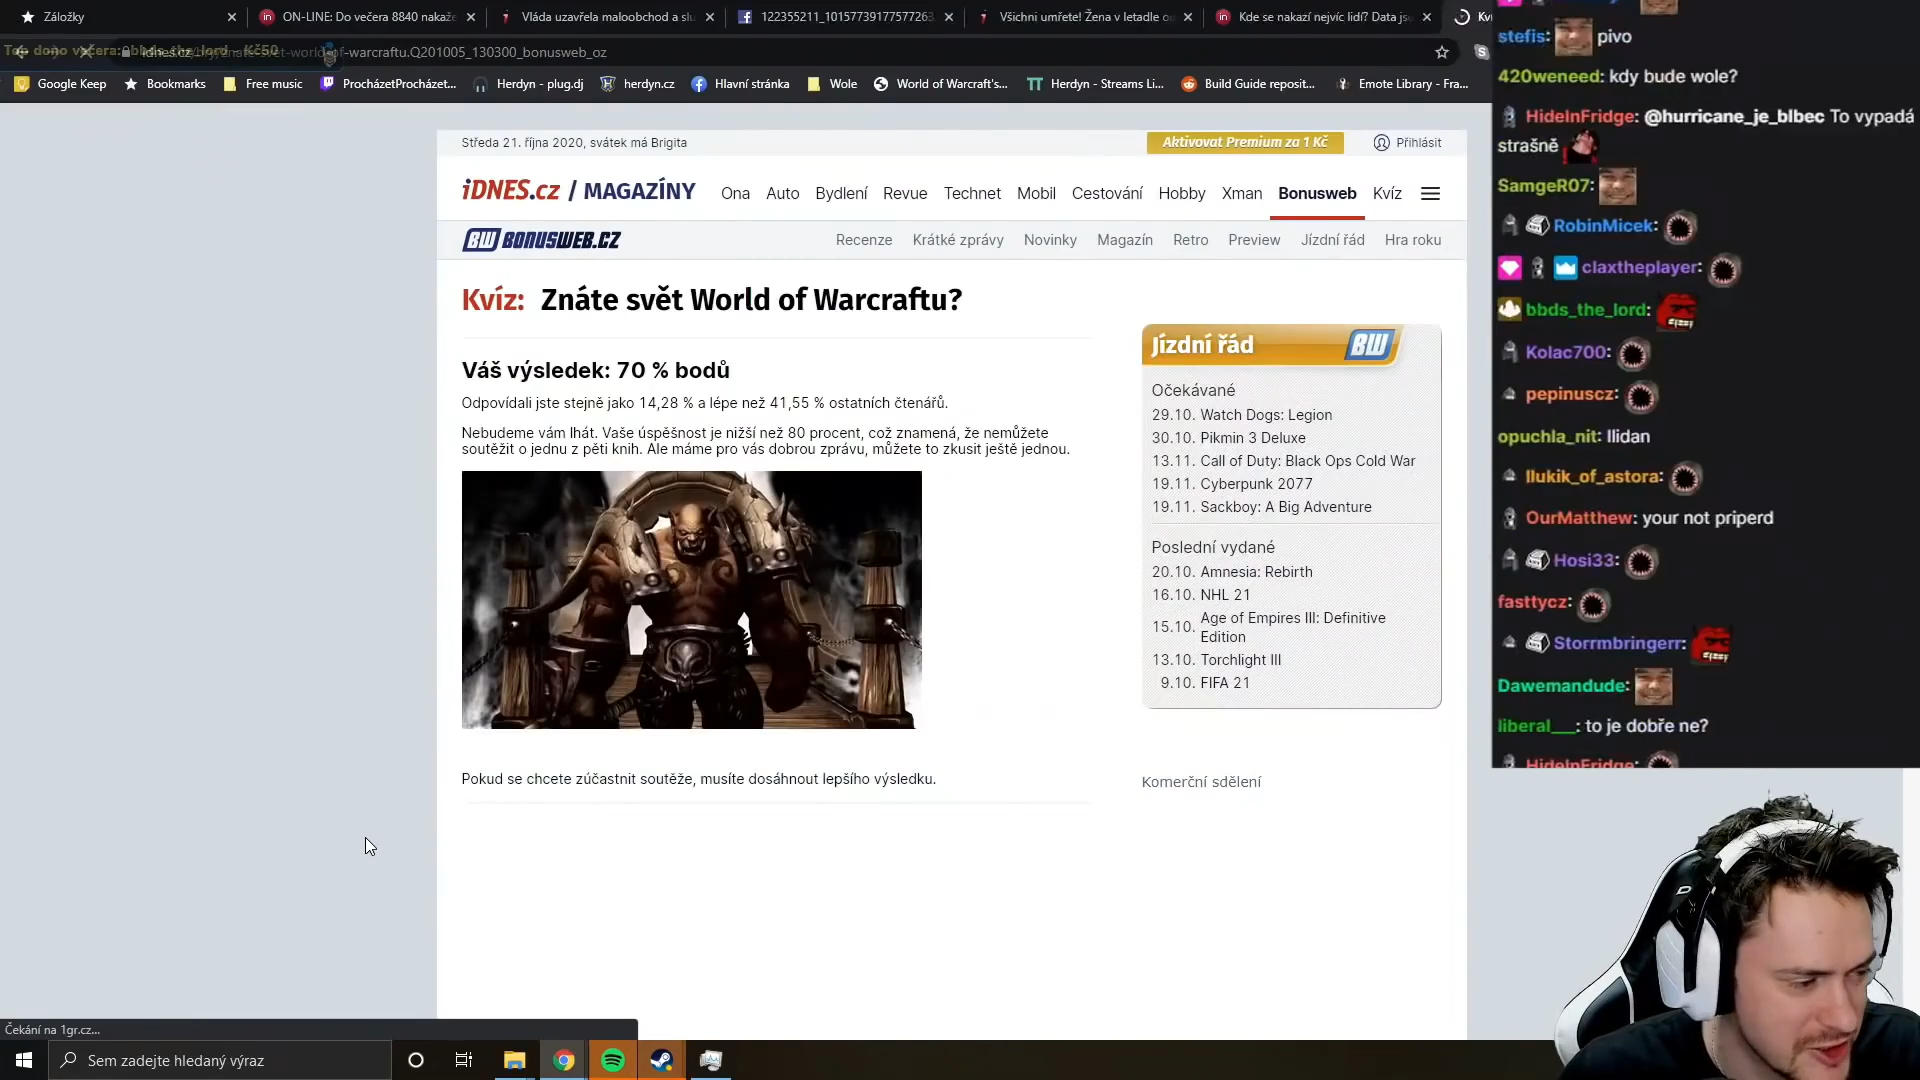 Záložky
ON-LINE: Do večera 8840 nakaže
Vláda uzavřela maloobchod a slu
122355211_10157739177577263
Všichni umřete! Žena v letadle o
Kde se nakazí nejvíc lidí? Data js
Kví
-warcraftu.Q201005_130300_bonusweb_oz
Google Keep
Bookmarks
Free music
ProcházetProcházet...
Herdyn - plug.dj
herdyn.cz
Hlavní stránka
Wole
World of Warcraft's...
Herdyn - Streams Li...
Build Guide reposit...
Emote Library - Fra...
Středa 21. října 2020, svátek má Brigita
Aktivovat Premium za 1 Kč
Přihlásit
iDNES.cz / MAGAZÍNY
Ona
Auto
Bydlení
Revue
Technet
Mobil
Cestování
Hobby
Xman
Bonusweb
Kvíz
BW BONUSWEB.CZ
Recenze
Krátké zprávy
Novinky
Magazín
Retro
Preview
Jízdní řád
Hra roku
Kvíz: Znáte svět World of Warcraftu?
Váš výsledek: 70 % bodů
Odpovídali jste stejně jako 14,28 % a lépe než 41,55 % ostatních čtenářů.
Nebudeme vám lhát. Vaše úspěšnost je nižší než 80 procent, což znamená, že nemůžete
soutěžit o jednu z pěti knih. Ale máme pro vás dobrou zprávu, můžete to zkusit ještě jednou.
Pokud se chcete zúčastnit soutěže, musíte dosáhnout lepšího výsledku.
Jízdní řád BW
Očekávané
29.10. Watch Dogs: Legion
30.10. Pikmin 3 Deluxe
13.11. Call of Duty: Black Ops Cold War
19.11. Cyberpunk 2077
19.11. Sackboy: A Big Adventure
Poslední vydané
20.10. Amnesia: Rebirth
16.10. NHL 21
15.10. Age of Empires III: Definitive
Edition
13.10. Torchlight III
9.10. FIFA 21
Komerční sdělení
stefis: pivo
420weneed: kdy bude wole?
HideInFridge: @hurricane_je_blbec To vypadá
strašně
SamgeR07:
RobinMicek:
claxtheplayer:
bbds_the_lord:
Kolac700:
pepinuscz:
opuchla_nit: Ilidan
llukik_of_astora:
OurMatthew: your not priperd
Hosi33:
fasttycz:
Storrmbringerr:
Dawemandude:
liberal___: to je dobře ne?
HideInFridge:
Čekání na 1gr.cz...
Sem zadejte hledaný výraz